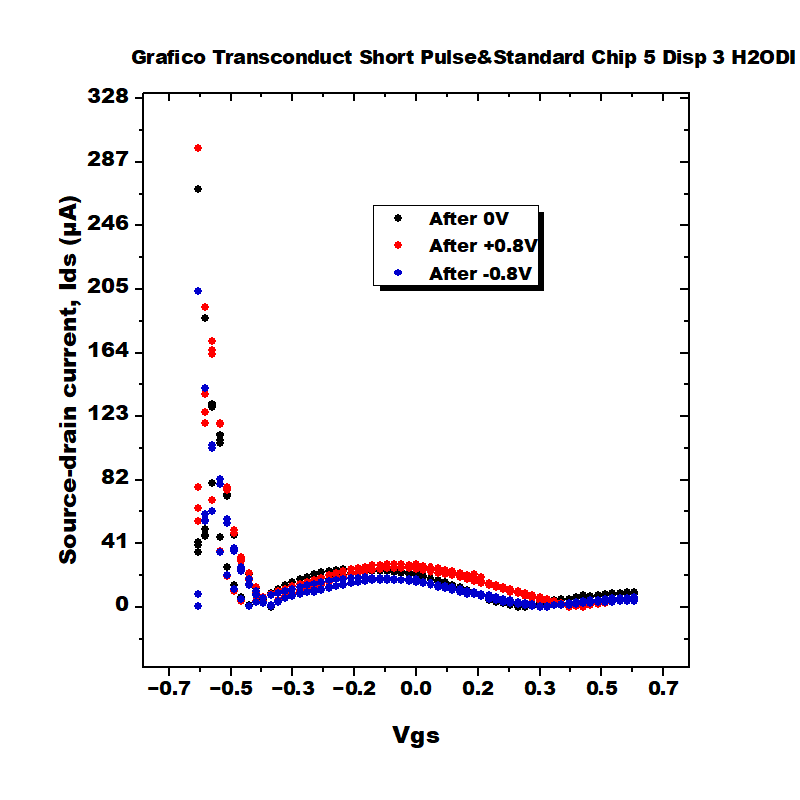 Grafico Transconduct Short Pulse&Standard Chip 5 Disp 3 H2ODI
328
287
246
205
164
123
82
41
0
Source-drain current, Ids (µA)
After 0V
After +0.8V
After -0.8V
−0.7 −0.5 −0.3 −0.2 0.0 0.2 0.3 0.5 0.7
Vgs